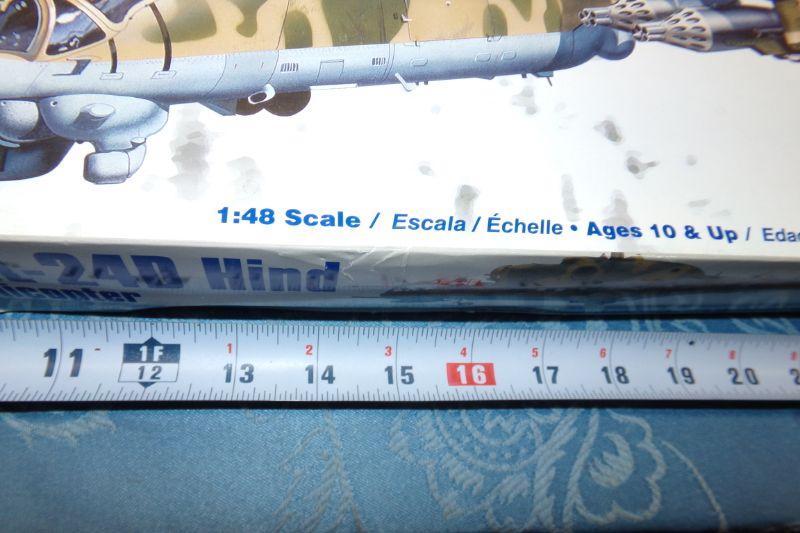 1:48 Scale / Escala / Échelle • Ages 10 & Up /
24D Hind
1F 1 2 3 4 5 6 7 8
11 12 13 14 15 16 17 18 19 20